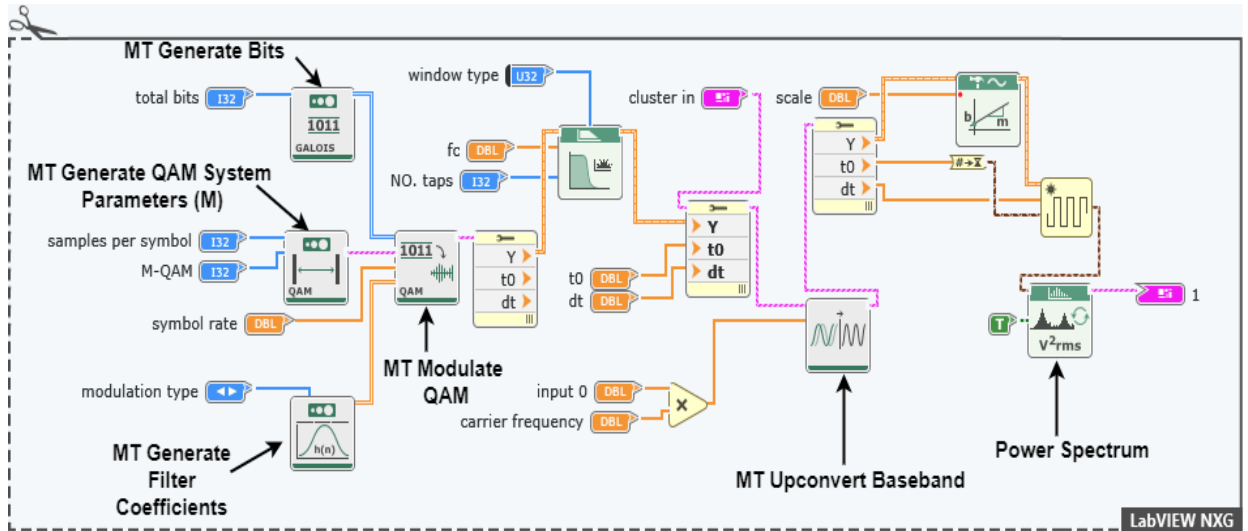 MT Generate Bits
total bits
I32
1011
GALOIS
MT Generate QAM System
Parameters (M)
samples per symbol
I32
M-QAM
I32
QAM
symbol rate
DBL
modulation type
h(n)
MT Generate
Filter
Coefficients
1011
QAM
MT Modulate
QAM
Y
t0
dt
window type
U32
fc
DBL
NO. taps
I32
cluster in
Y
t0
dt
t0
DBL
dt
DBL
input 0
DBL
carrier frequency
DBL
x
MT Upconvert Baseband
scale
DBL
Y
t0
dt
b
m
#
T
V²rms
1
Power Spectrum
LabVIEW NXG